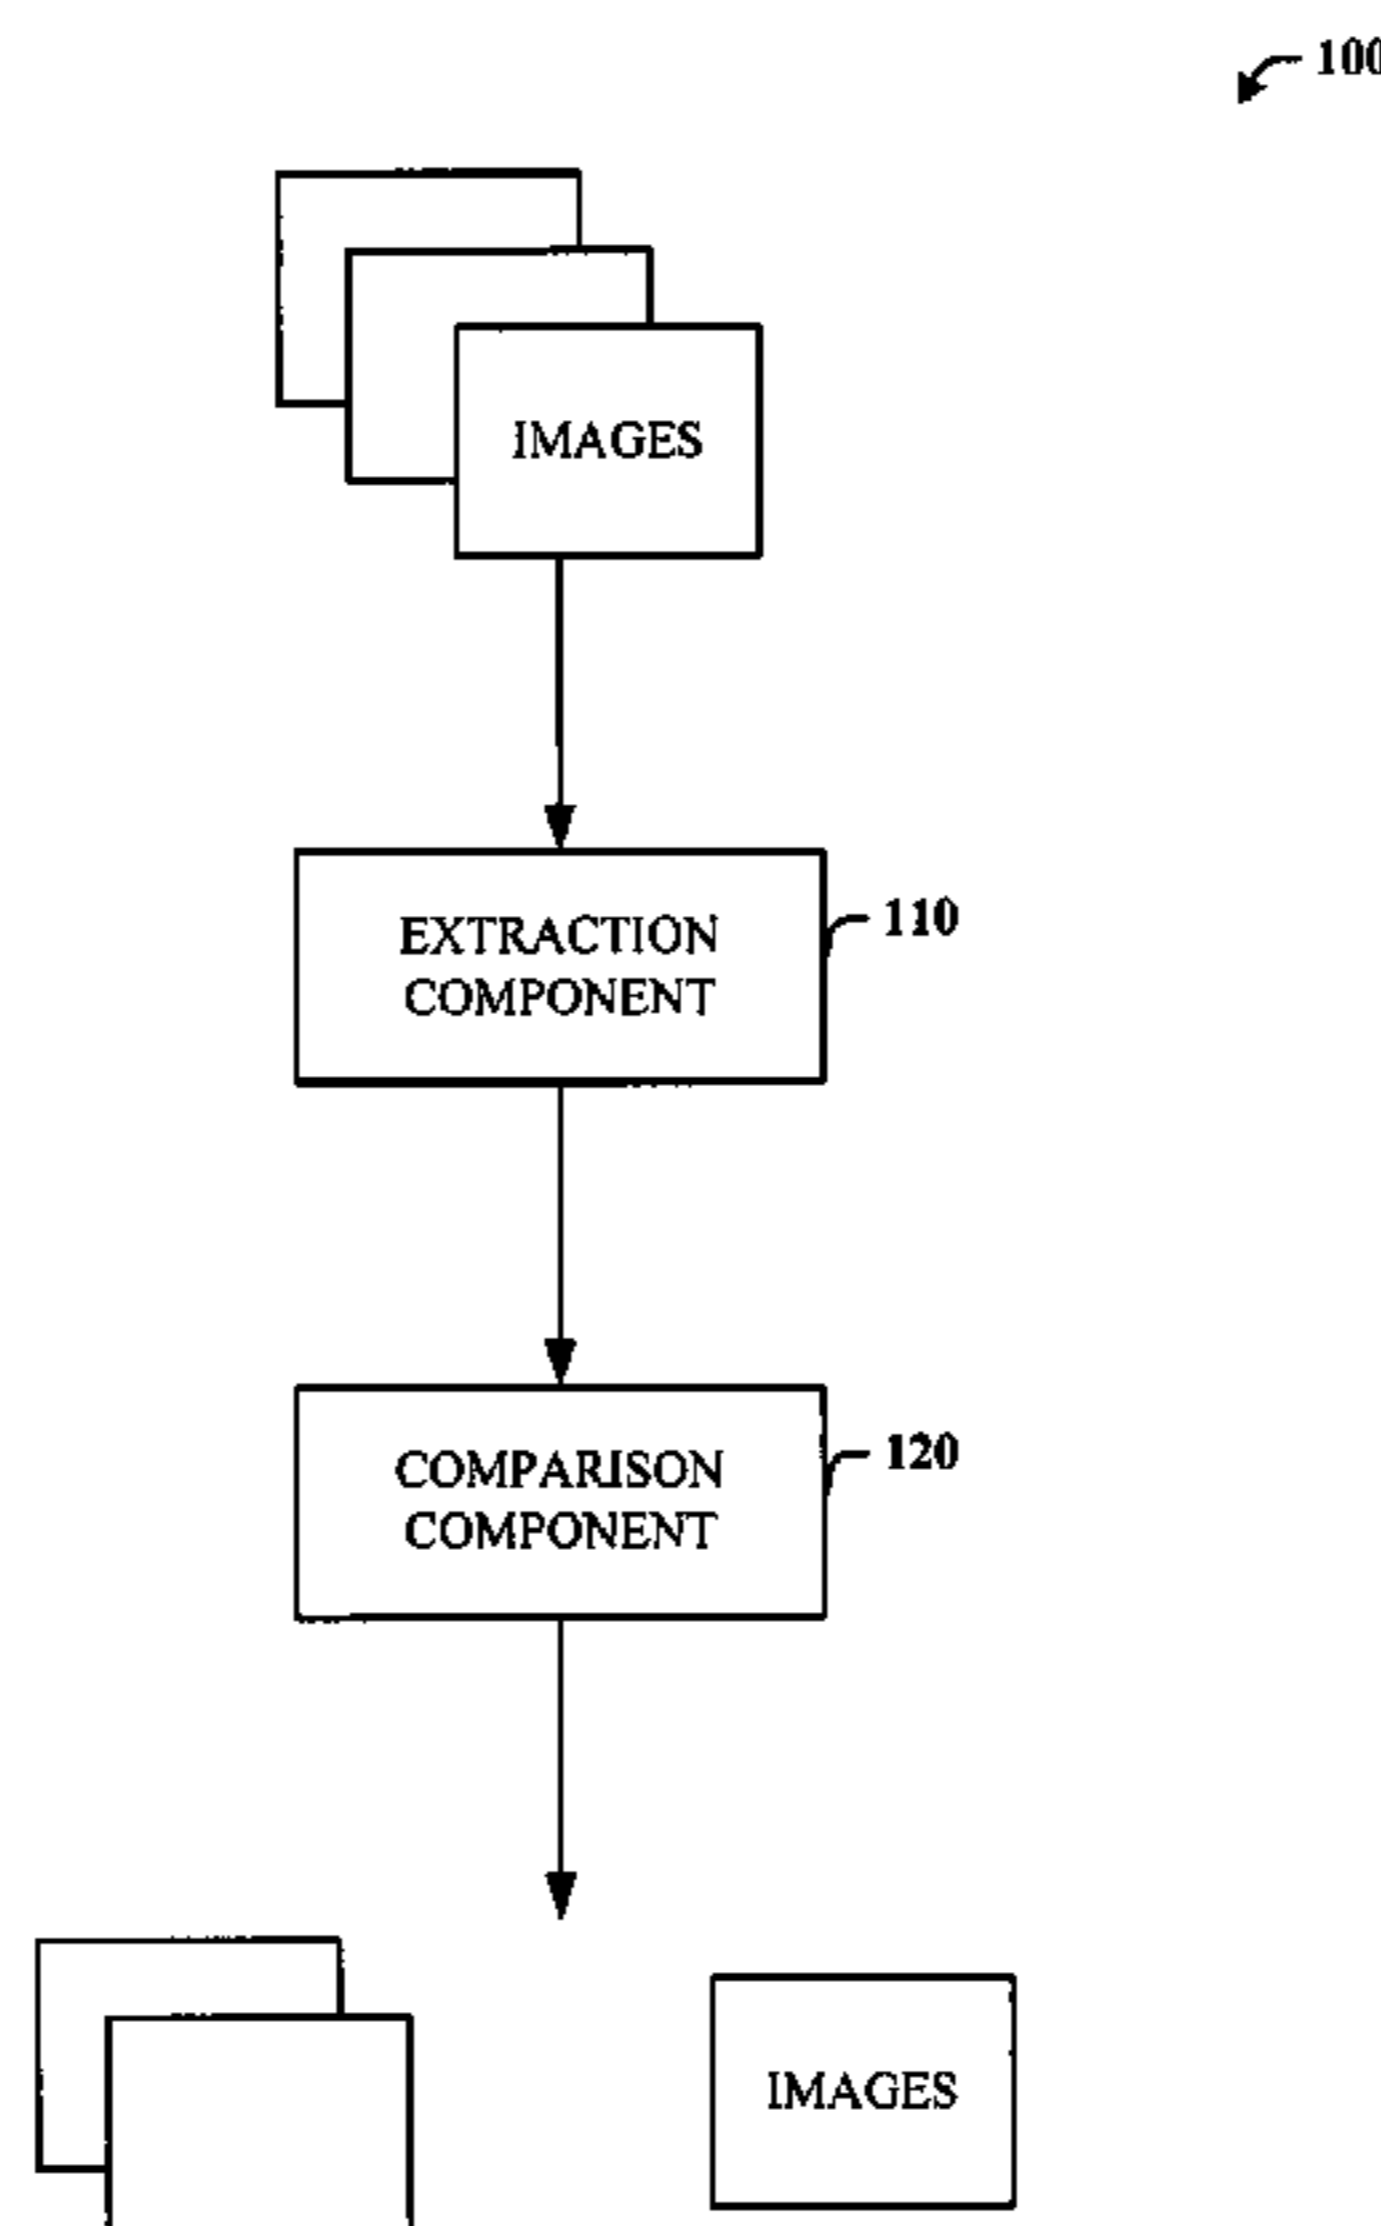 100
IMAGES
EXTRACTION
COMPONENT
110
COMPARISON
COMPONENT
120
IMAGES